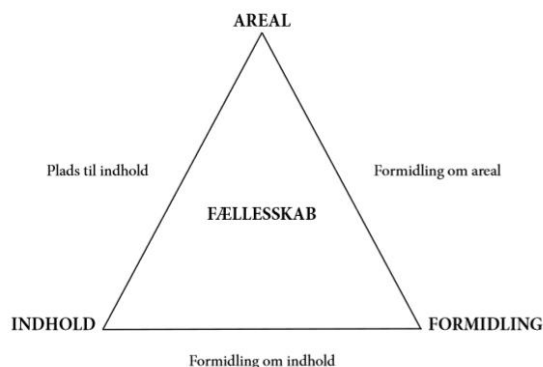 AREAL
Plads til indhold
Formidling om areal
FÆLLESSKAB
INDHOLD
FORMIDLING
Formidling om indhold